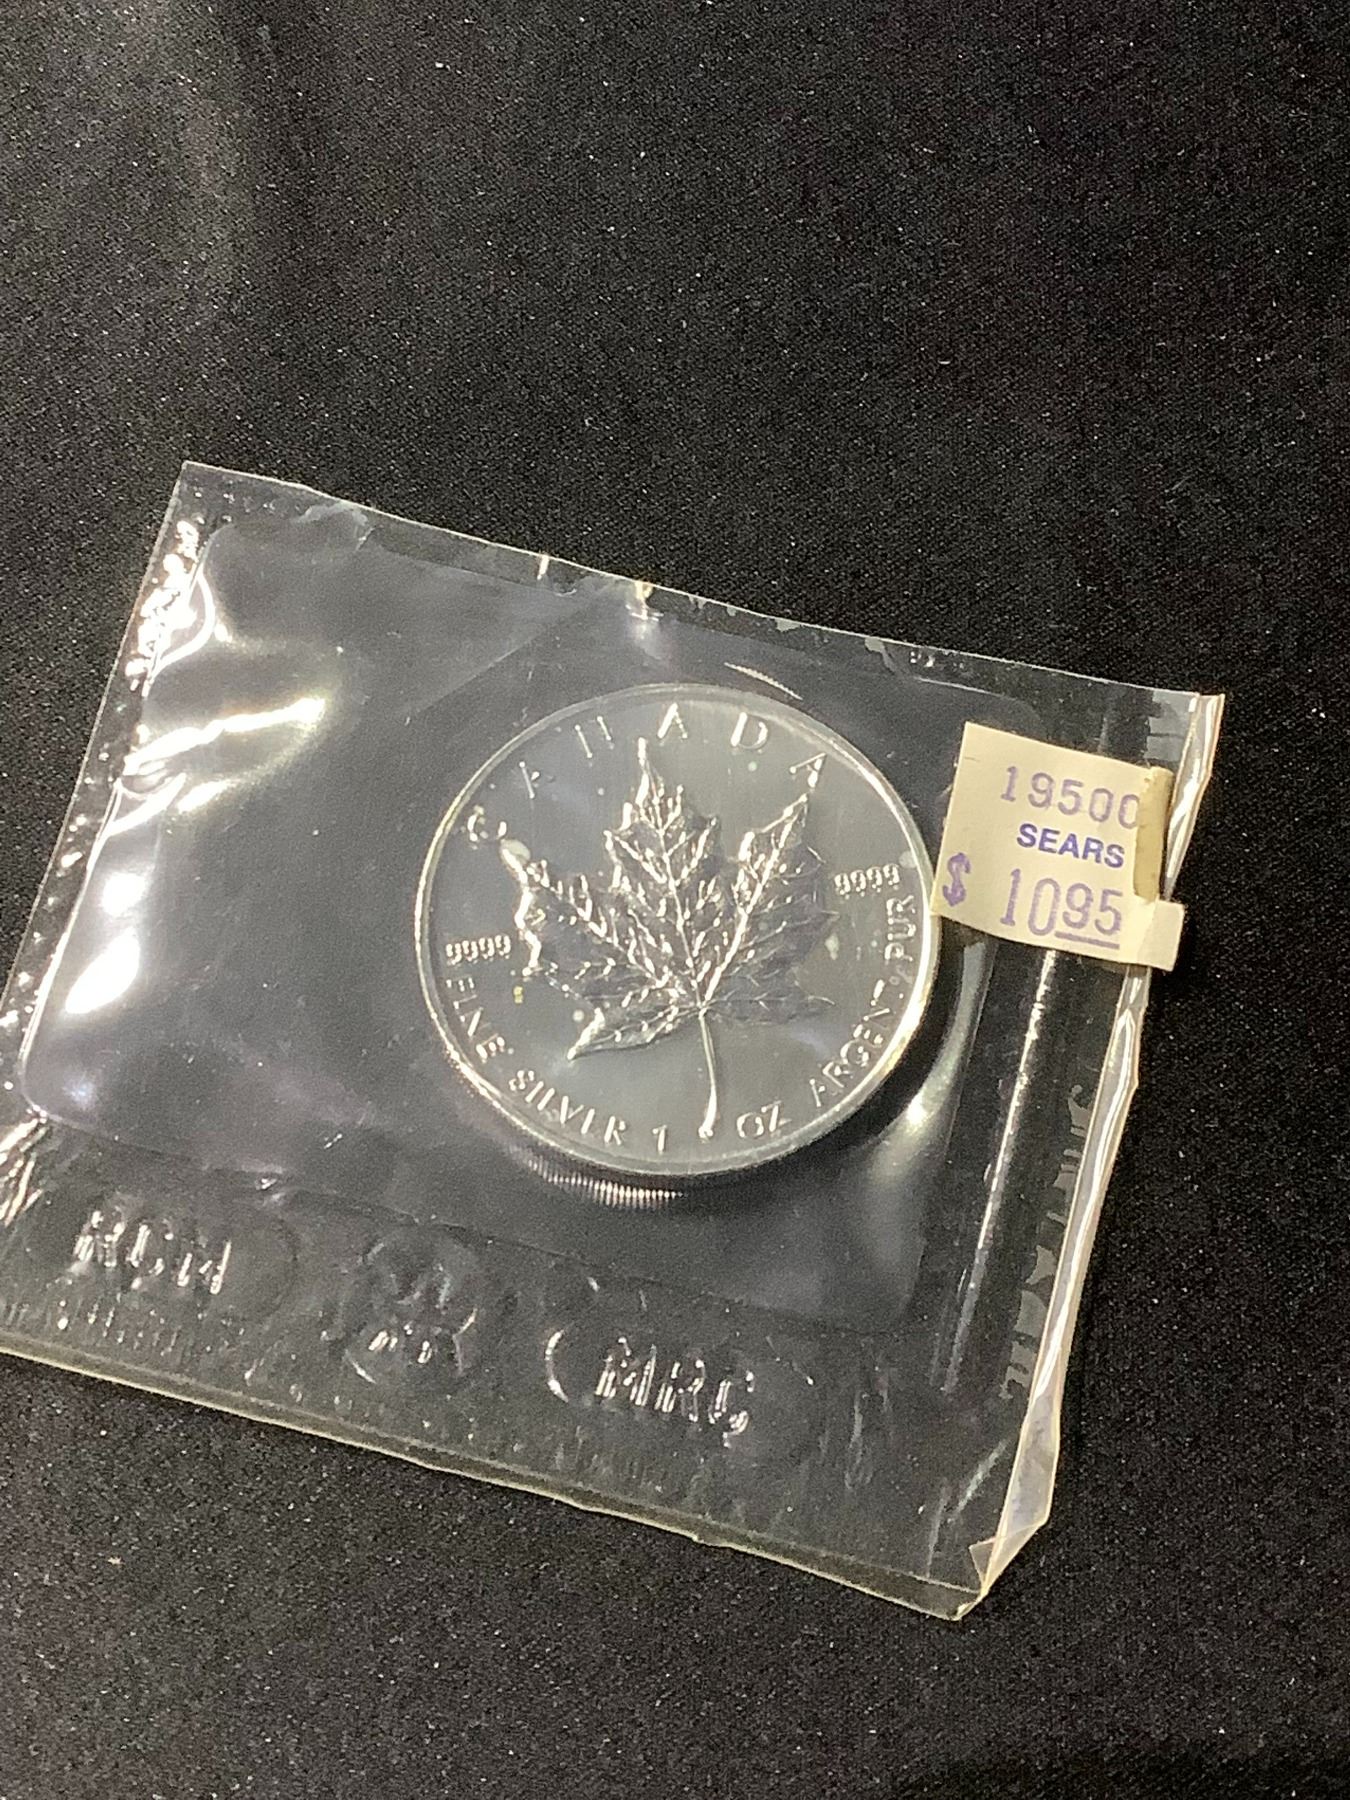 CANADA
9999
9999
FINE SILVER 1 OZ ARGENT PUR
19500
SEARS
$ 1095
RCM
MRC